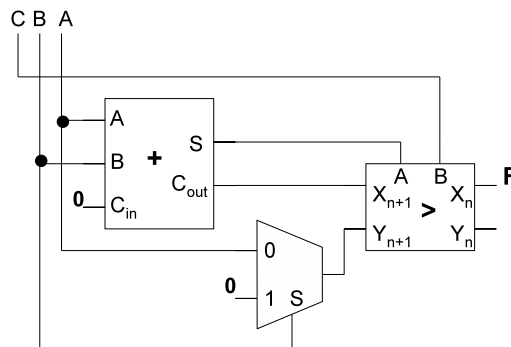 C B A
A
S
B
+
C_out
0
C_in
A B
X_n+1 X_n
F
>
Y_n+1 Y_n
0
0
1 S